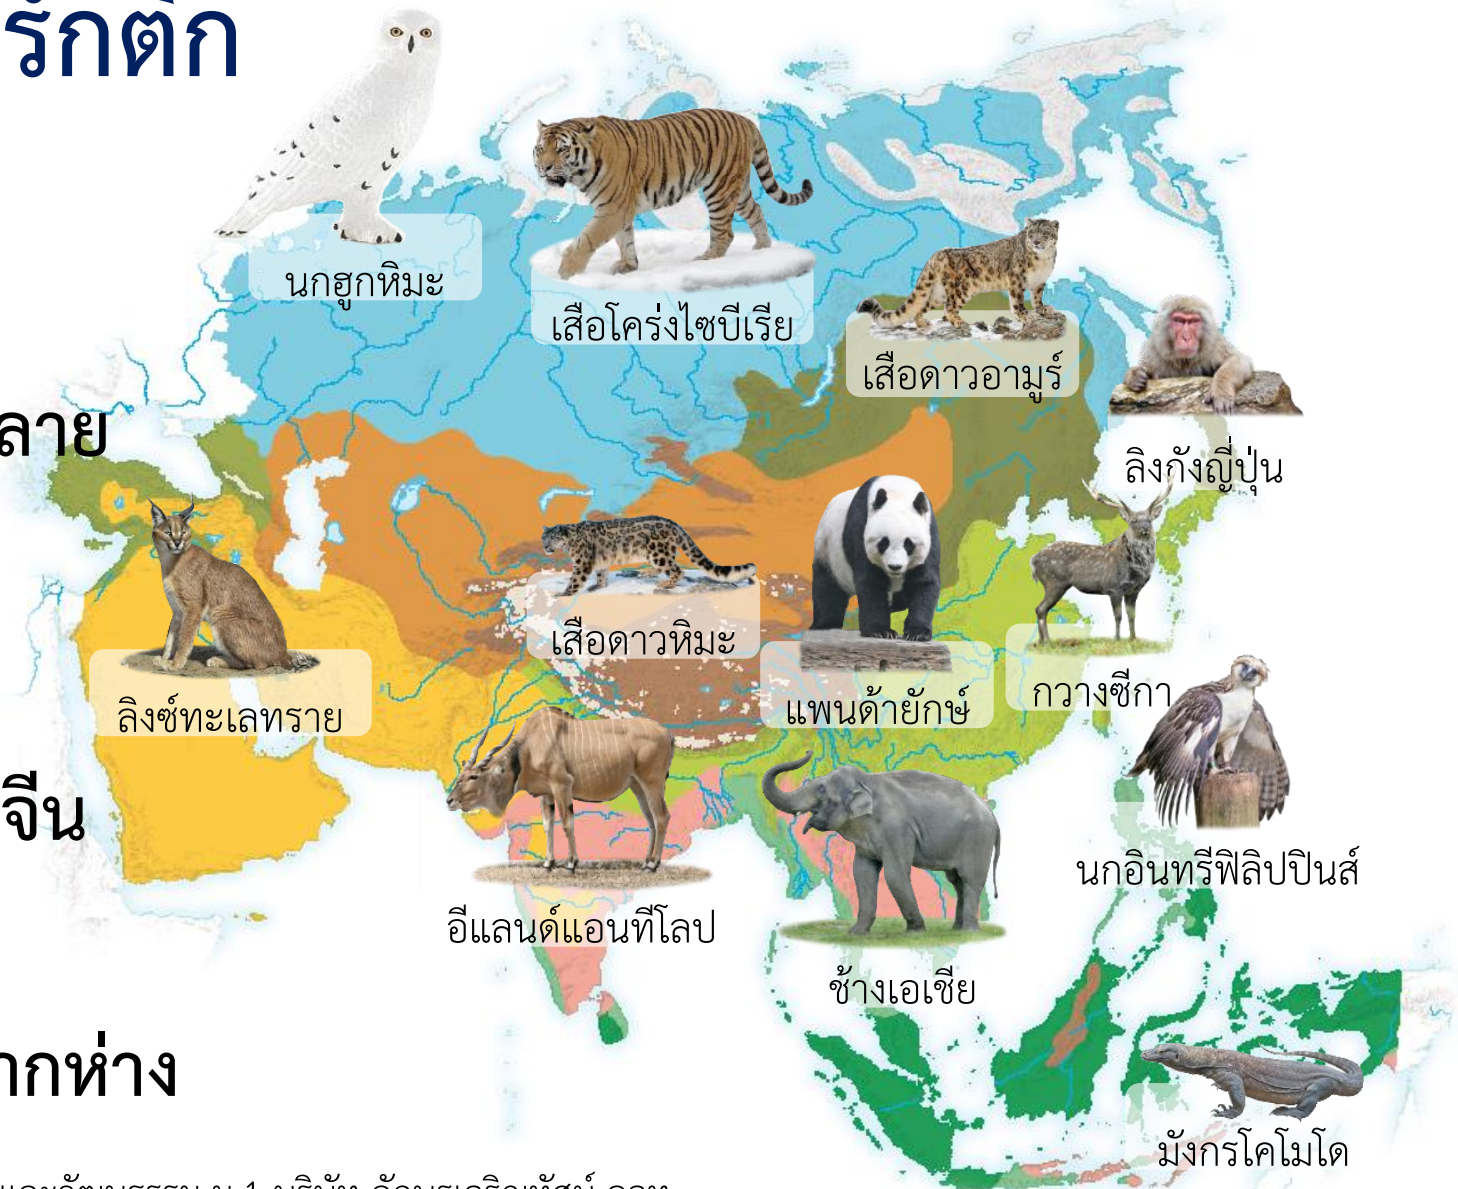 ร์กติก
นกฮูกหิมะ
เสือโคร่งไซบีเรีย
เสือดาวอามูร์
ลาย
ลิงกังญี่ปุ่น
เสือดาวหิมะ
ลิงซ์ทะเลทราย
แพนด้ายักษ์
กวางซีกา
จีน
นกอินทรีฟิลิปปินส์
อีแลนด์แอนทีโลป
ช้างเอเชีย
ากห่าง
มังกรโคโมโด